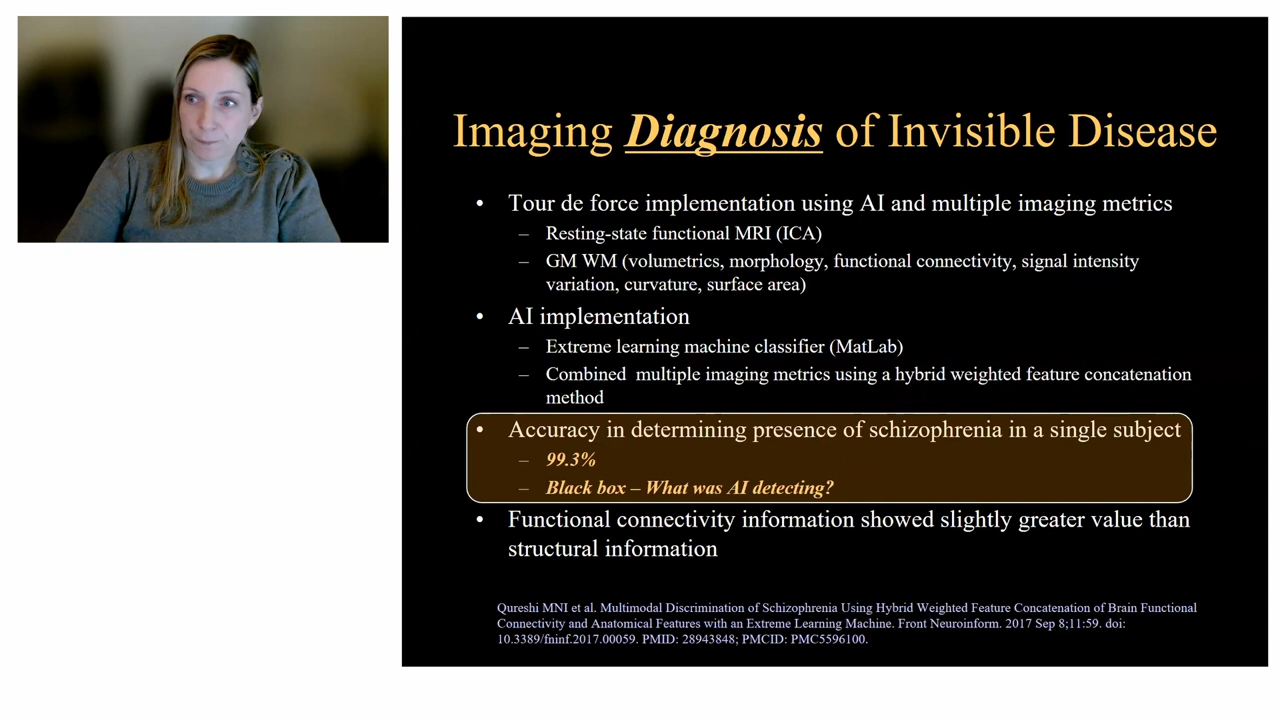 Imaging Diagnosis of Invisible Disease
• Tour de force implementation using AI and multiple imaging metrics
– Resting-state functional MRI (ICA)
– GM WM (volumetrics, morphology, functional connectivity, signal intensity
variation, curvature, surface area)
• AI implementation
– Extreme learning machine classifier (MatLab)
– Combined multiple imaging metrics using a hybrid weighted feature concatenation
method
• Accuracy in determining presence of schizophrenia in a single subject
– 99.3%
– Black box – What was AI detecting?
• Functional connectivity information showed slightly greater value than
structural information
Qureshi MNI et al. Multimodal Discrimination of Schizophrenia Using Hybrid Weighted Feature Concatenation of Brain Functional
Connectivity and Anatomical Features with an Extreme Learning Machine. Front Neuroinform. 2017 Sep 8;11:59. doi:
10.3389/fninf.2017.00059. PMID: 28943848; PMCID: PMC5596100.